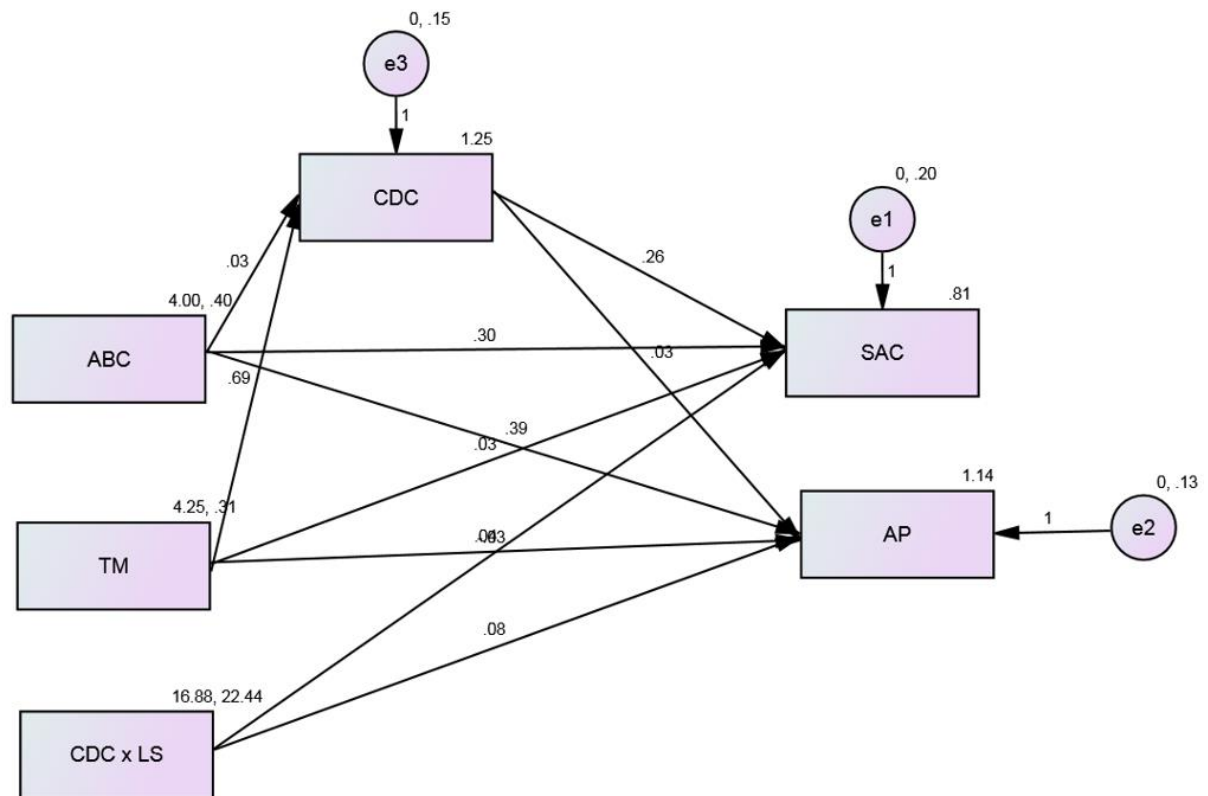 0, .15
e3
1
1.25
CDC
0, .20
e1
1
.26
.03
4.00, .40
.81
ABC
.30
.03
SAC
.69
.39
.03
4.25, .31
1.14
0, .13
TM
AP
1
e2
.08
16.88, 22.44
CDC x LS